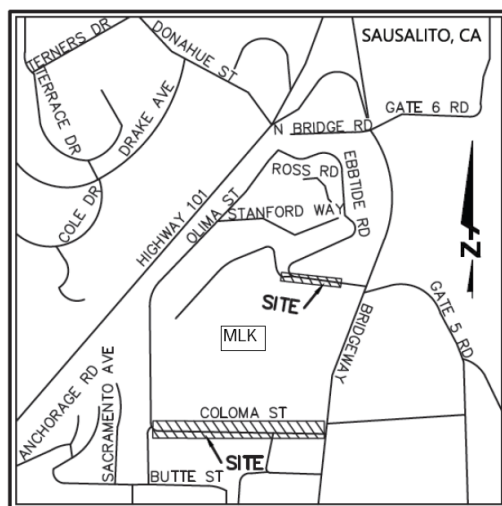 SAUSALITO, CA
TERNERS DR
DONAHUE ST
TERRACE DR
DRAKE AVE
GATE 6 RD
N BRIDGE RD
COLE DR
HIGHWAY 101
OLIMA ST
ROSS RD
EBBTIDE RD
STANFORD WAY
N
SITE
BRIDGEWAY
GATE 5 RD
MLK
ANCHORAGE RD
SACRAMENTO AVE
COLOMA ST
SITE
BUTTE ST